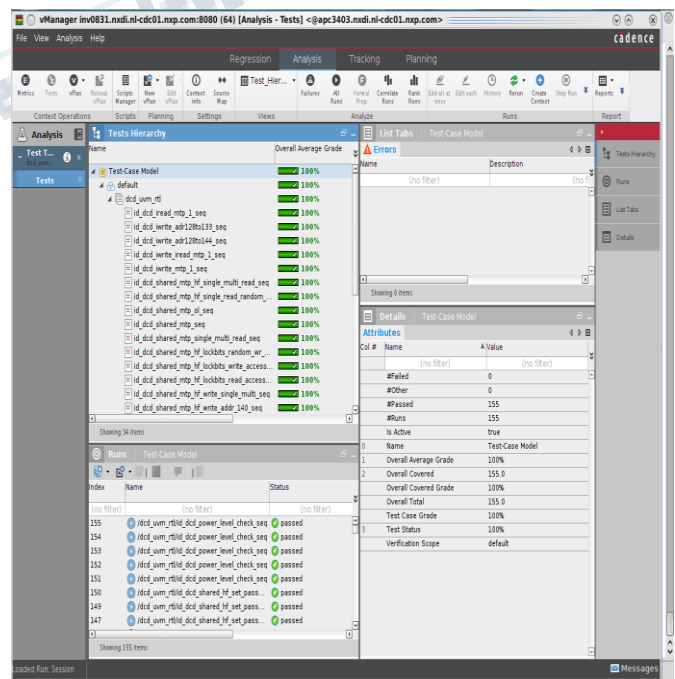 vManager inv0831.nxdi.nl-cdc01.nxp.com:8080 (64) [Analysis - Tests] <@apc3403.nxdi.nl-cdc01.nxp.com>
File View Analysis Help
cādence
Regression Analysis Tracking Planning
Metrics Tests vPlan Reload vPlan Scripts Manager New vPlan Edit vPlan Context info Source Map Test_Hier... Failures All Runs Formal Prop. Correlate Runs Rank Runs Edit all at once Edit each History Rerun Create Context Stop Run Reports
Context Operations Scripts Planning Settings Views Analyze Runs Report
Analysis
Test T...
Tests
Tests Hierarchy
Name Overall Average Grade
Test-Case Model 100%
default 100%
dcd_uvm_rtl 100%
id_dcd_iread_mtp_1_seq 100%
id_dcd_iwrite_adr128to133_seq 100%
id_dcd_iwrite_adr128to144_seq 100%
id_dcd_iwrite_iread_mtp_1_seq 100%
id_dcd_iwrite_mtp_1_seq 100%
id_dcd_shared_mtp_hf_single_multi_read_seq 100%
id_dcd_shared_mtp_hf_single_read_random_... 100%
id_dcd_shared_mtp_ol_seq 100%
id_dcd_shared_mtp_seq 100%
id_dcd_shared_mtp_single_multi_read_seq 100%
id_dcd_shared_mtp_hf_lockbits_random_wr_... 100%
id_dcd_shared_mtp_hf_lockbits_write_access... 100%
id_dcd_shared_mtp_hf_lockbits_read_access... 100%
id_dcd_shared_mtp_hf_write_single_multi_seq 100%
id_dcd_shared_mtp_hf_write_addr_140_seq 100%
Showing 34 items
Runs Test-Case Model
Index Name Status
(no filter) (no filter) (no filter)
155 /dcd_uvm_rtl/id_dcd_power_level_check_seq passed
154 /dcd_uvm_rtl/id_dcd_power_level_check_seq passed
153 /dcd_uvm_rtl/id_dcd_power_level_check_seq passed
152 /dcd_uvm_rtl/id_dcd_power_level_check_seq passed
151 /dcd_uvm_rtl/id_dcd_power_level_check_seq passed
150 /dcd_uvm_rtl/id_dcd_shared_hf_set_pass... passed
149 /dcd_uvm_rtl/id_dcd_shared_hf_set_pass... passed
147 /dcd_uvm_rtl/id_dcd_shared_hf_set_pass... passed
Showing 155 items
Loaded Run: Session
List Tabs Test-Case Model
Errors
Name Description
(no filter) (no f
Showing 0 items
Details Test-Case Model
Attributes
Col # Name Value
(no filter) (no filter)
#Failed 0
#Other 0
#Passed 155
#Runs 155
Is Active true
0 Name Test-Case Model
1 Overall Average Grade 100%
2 Overall Covered 155.0
Overall Covered Grade 100%
Overall Total 155.0
Test Case Grade 100%
3 Test Status 100%
Verification Scope default
Tests Hierarchy
Runs
List Tabs
Details
Messages